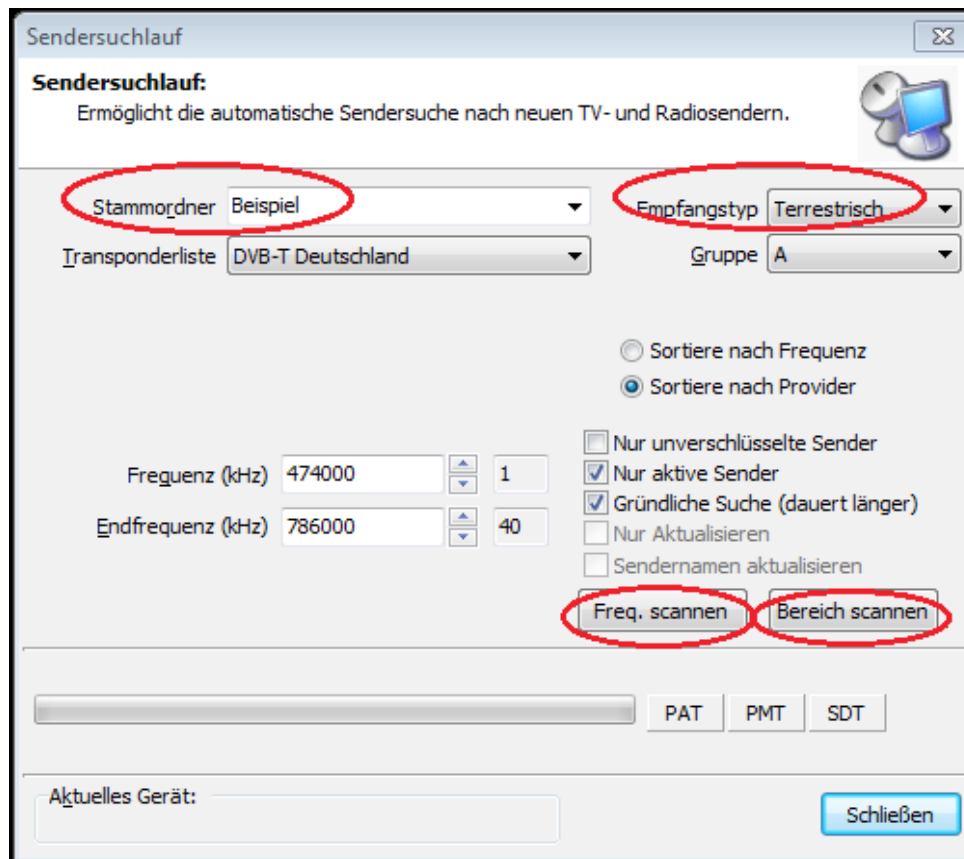 Sendersuchlauf
Sendersuchlauf:
Ermöglicht die automatische Sendersuche nach neuen TV- und Radiosendern.
Stammordner Beispiel Empfangstyp Terrestrisch
Transponderliste DVB-T Deutschland Gruppe A
Sortiere nach Frequenz
Sortiere nach Provider
Nur unverschlüsselte Sender
Frequenz (kHz) 474000 1 Nur aktive Sender
Gründliche Suche (dauert länger)
Endfrequenz (kHz) 786000 40 Nur Aktualisieren
Sendernamen aktualisieren
Freq. scannen Bereich scannen
PAT PMT SDT
Aktuelles Gerät:
Schließen